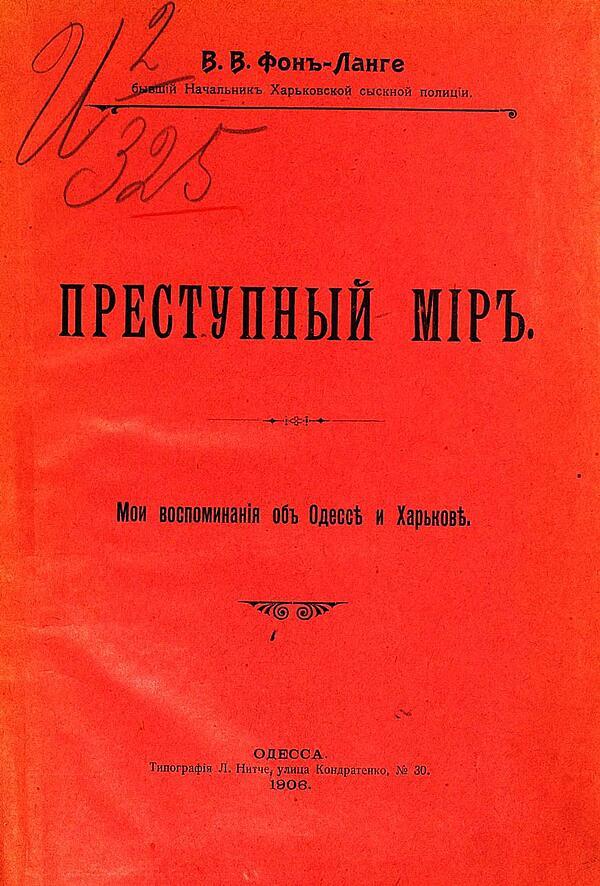 И 2
325
В. В. Фонъ-Ланге
бывшій Начальникъ Харьковской сыскной полиціи.
ПРЕСТУПНЫЙ МІРЪ.
Мои воспоминанія объ Одессѣ и Харьковѣ.
ОДЕССА.
Типографія Л. Нитче, улица Кондратенко, № 30.
1906.